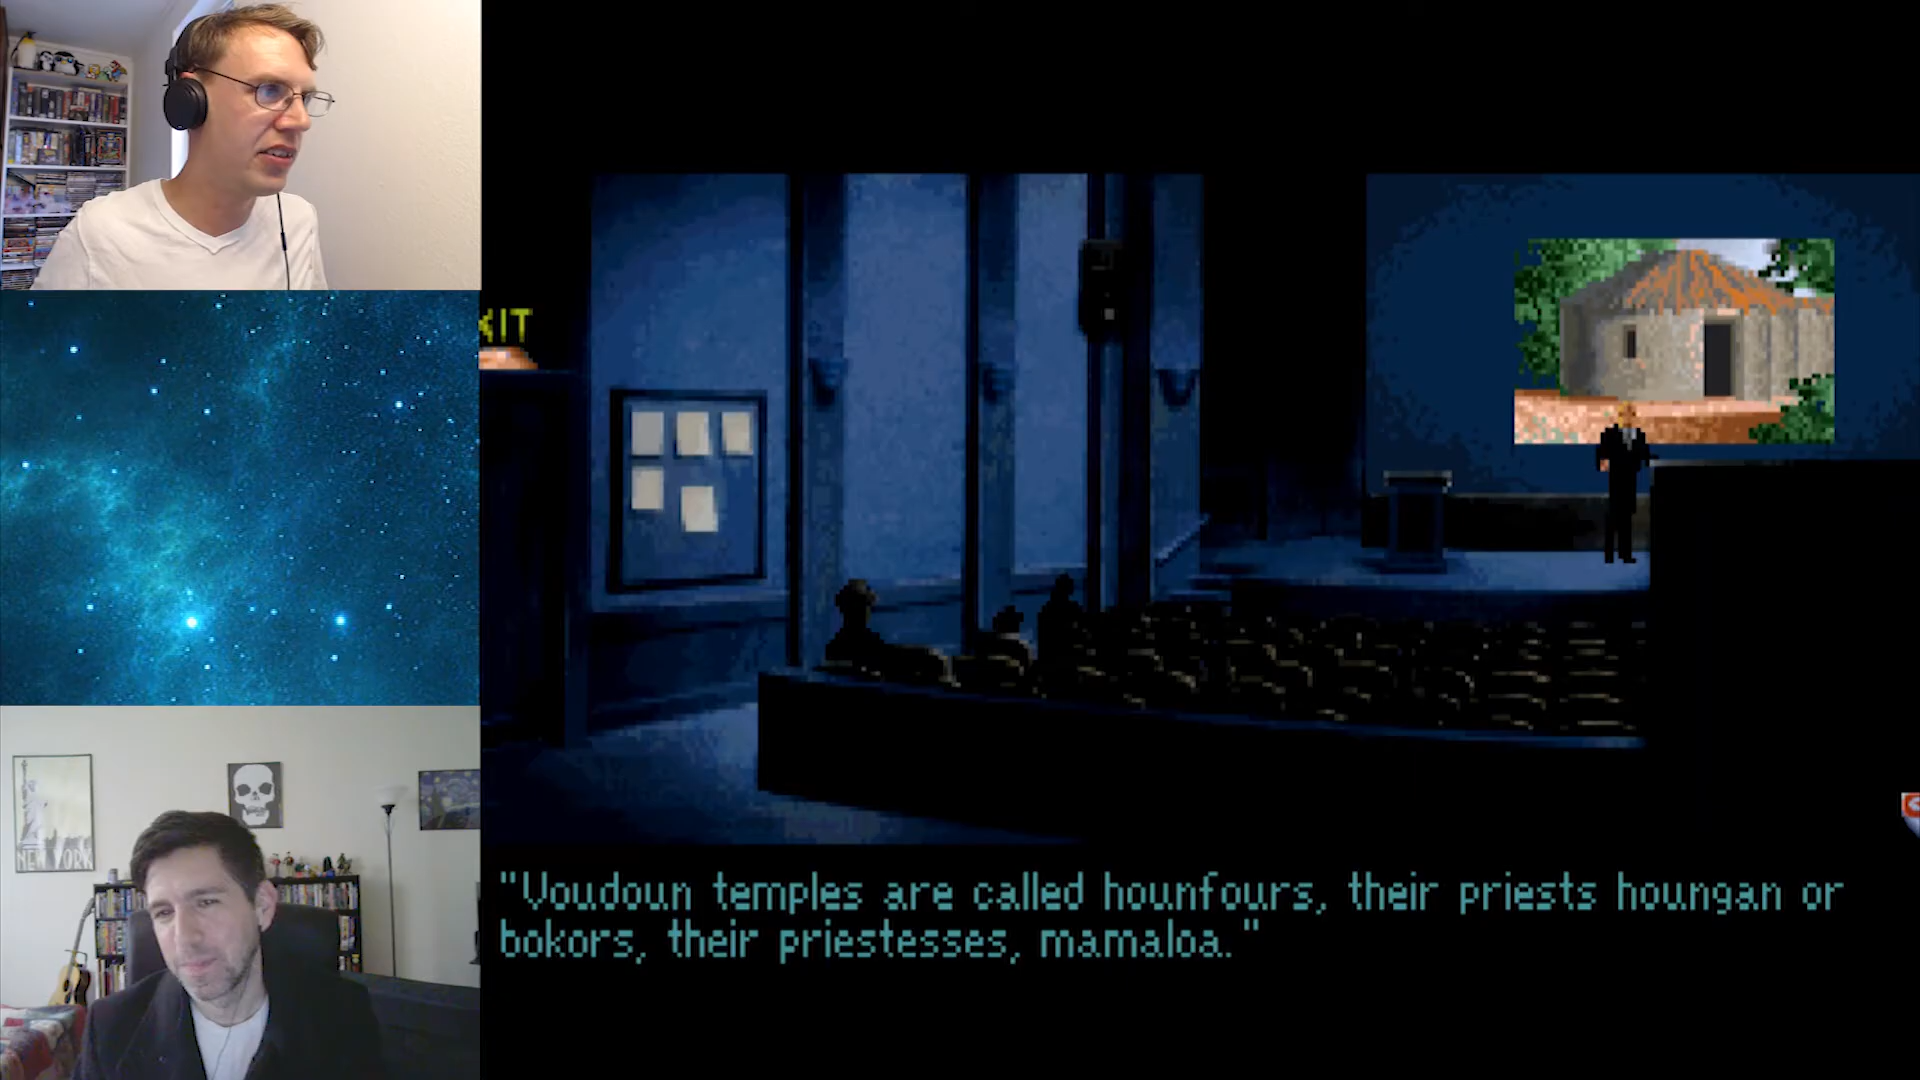 KIT
NEW YORK
"Voudoun temples are called hounfours, their priests houngan or
bokors, their priestesses, mamaloa."